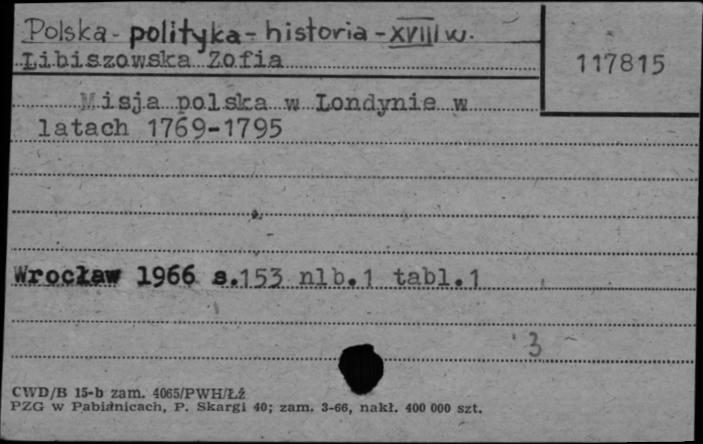 Polska - polityka - historia - XVIII w.
Libiszowska Zofia
117815
Misja polska w Londynie w
latach 1769-1795
Wrocław 1966 s.153 nlb.1 tabl.1
3
CWD/B 15-b zam. 4065/PWH/Łź
PZG w Pabianicach, P. Skargi 40; zam. 3-66, nakł. 400 000 szt.